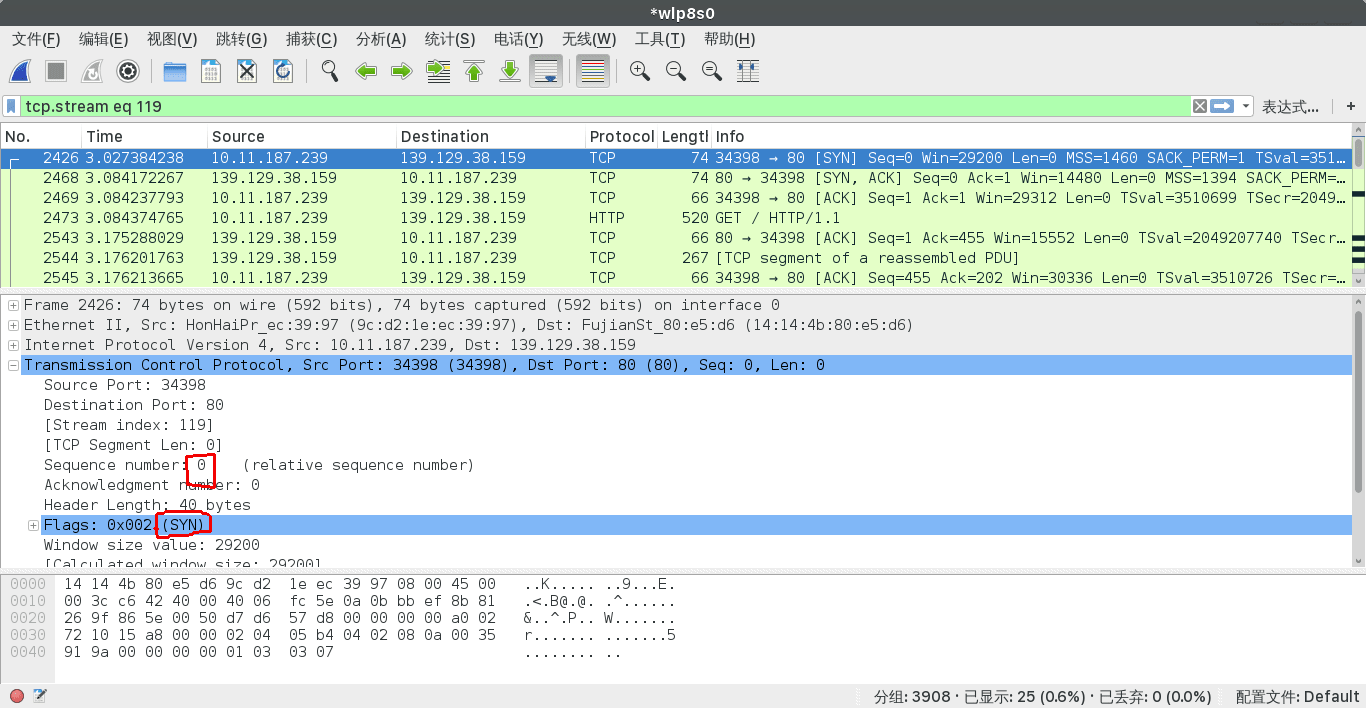 *wlp8s0
文件(F) 编辑(E) 视图(V) 跳转(G) 捕获(C) 分析(A) 统计(S) 电话(Y) 无线(W) 工具(T) 帮助(H)
tcp.stream eq 119 表达式… +
No. Time Source Destination Protocol Lengtl Info
2426 3.027384238 10.11.187.239 139.129.38.159 TCP 74 34398 → 80 [SYN] Seq=0 Win=29200 Len=0 MSS=1460 SACK_PERM=1 TSval=351…
2468 3.084172267 139.129.38.159 10.11.187.239 TCP 74 80 → 34398 [SYN, ACK] Seq=0 Ack=1 Win=14480 Len=0 MSS=1394 SACK_PERM=…
2469 3.084237793 10.11.187.239 139.129.38.159 TCP 66 34398 → 80 [ACK] Seq=1 Ack=1 Win=29312 Len=0 TSval=3510699 TSecr=2049…
2473 3.084374765 10.11.187.239 139.129.38.159 HTTP 520 GET / HTTP/1.1
2543 3.175288029 139.129.38.159 10.11.187.239 TCP 66 80 → 34398 [ACK] Seq=1 Ack=455 Win=15552 Len=0 TSval=2049207740 TSecr…
2544 3.176201763 139.129.38.159 10.11.187.239 TCP 267 [TCP segment of a reassembled PDU]
2545 3.176213665 10.11.187.239 139.129.38.159 TCP 66 34398 → 80 [ACK] Seq=455 Ack=202 Win=30336 Len=0 TSval=3510726 TSecr=…
Frame 2426: 74 bytes on wire (592 bits), 74 bytes captured (592 bits) on interface 0
Ethernet II, Src: HonHaiPr_ec:39:97 (9c:d2:1e:ec:39:97), Dst: FujianSt_80:e5:d6 (14:14:4b:80:e5:d6)
Internet Protocol Version 4, Src: 10.11.187.239, Dst: 139.129.38.159
Transmission Control Protocol, Src Port: 34398 (34398), Dst Port: 80 (80), Seq: 0, Len: 0
Source Port: 34398
Destination Port: 80
[Stream index: 119]
[TCP Segment Len: 0]
Sequence number: 0 (relative sequence number)
Acknowledgment number: 0
Header Length: 40 bytes
Flags: 0x002 (SYN)
Window size value: 29200
[Calculated window size: 29200]
0000 14 14 4b 80 e5 d6 9c d2 1e ec 39 97 08 00 45 00 ..K..... ..9...E.
0010 00 3c c6 42 40 00 40 06 fc 5e 0a 0b bb ef 8b 81 .<.B@.@. .^......
0020 26 9f 86 5e 00 50 d7 d6 57 d8 00 00 00 00 a0 02 &..^.P.. W.......
0030 72 10 15 a8 00 00 02 04 05 b4 04 02 08 0a 00 35 r....... .......5
0040 91 9a 00 00 00 00 01 03 03 07 ........ ..
分组: 3908 · 已显示: 25 (0.6%) · 已丢弃: 0 (0.0%) 配置文件: Default